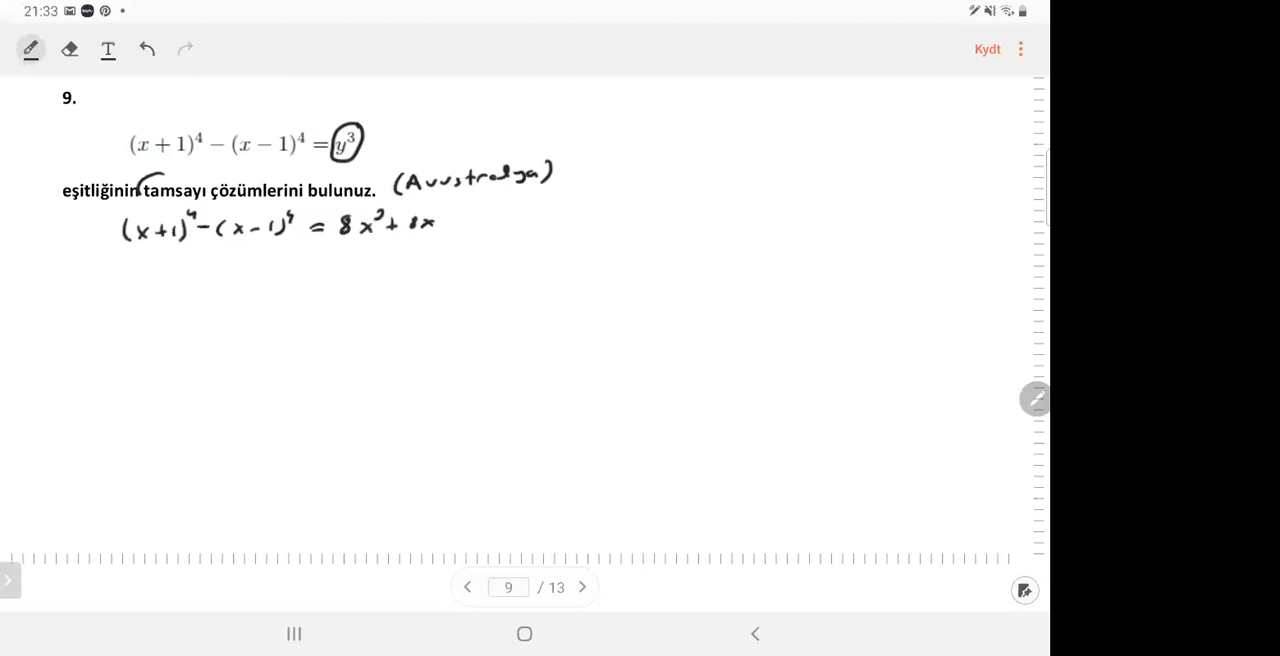 21:33
Kydt
9.
(x + 1)⁴ − (x − 1)⁴ = y³
eşitliğinin tamsayı çözümlerini bulunuz. (Avustralya)
(x+1)⁴-(x-1)⁴ = 8x³+8x
9 / 13